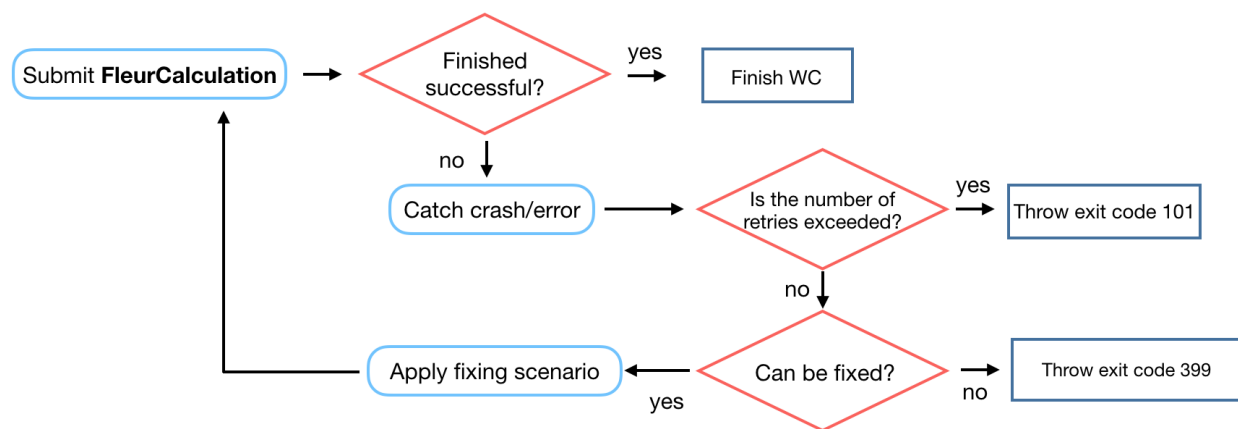 Submit FleurCalculation
Finished
successful?
yes
Finish WC
no
Catch crash/error
Is the number of
retries exceeded?
yes
Throw exit code 101
no
Can be fixed?
no
Throw exit code 399
yes
Apply fixing scenario